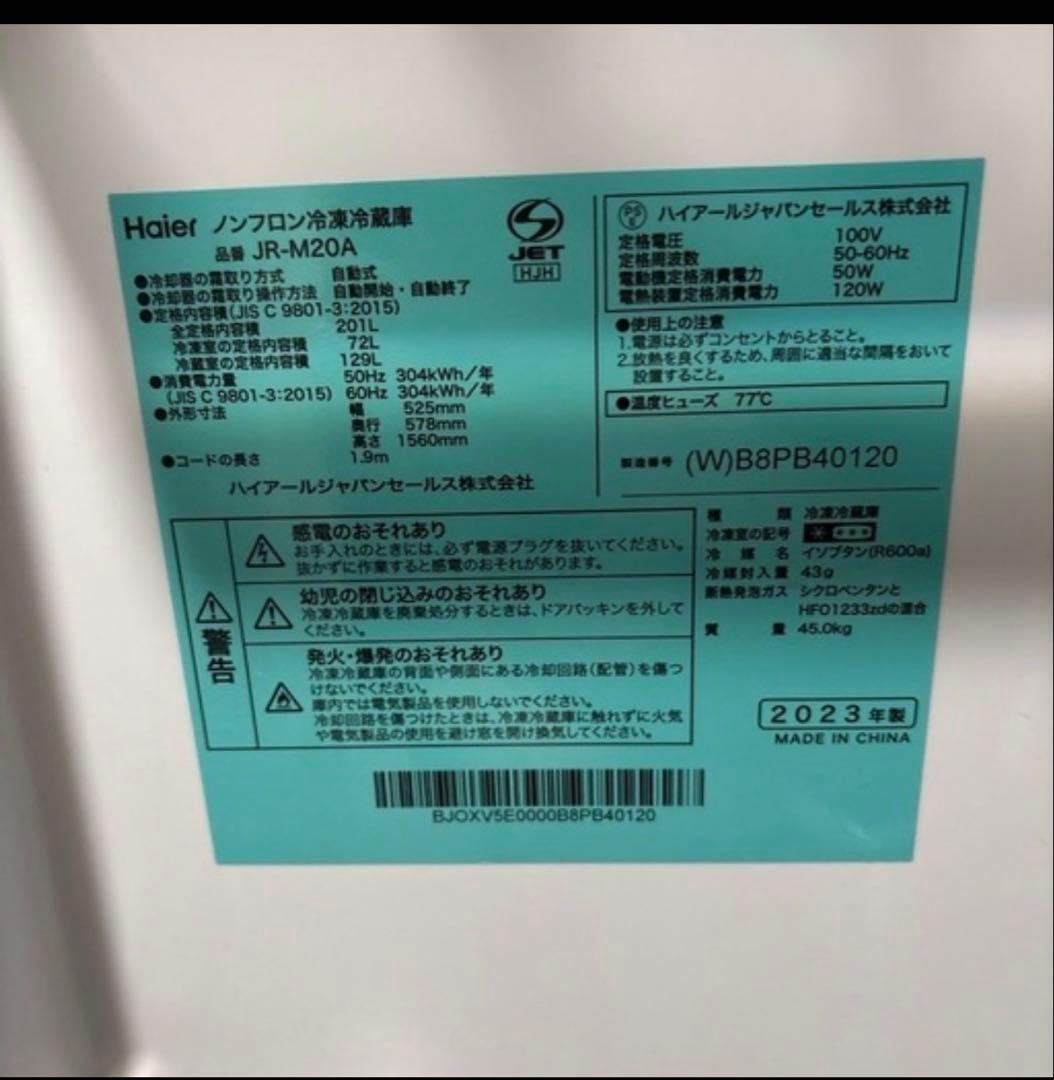 Haier ノンフロン冷凍冷蔵庫
品番 JR-M20A
●冷却器の霜取り方式 自動式
●冷却器の霜取り操作方法 自動開始・自動終了
●定格内容積(JIS C 9801-3:2015)
全定格内容積 201L
冷凍室の定格内容積 72L
冷蔵室の定格内容積 129L
●消費電力量 50Hz 304kWh/年
(JIS C 9801-3:2015) 60Hz 304kWh/年
●外形寸法 幅 525mm
奥行 578mm
高さ 1560mm
●コードの長さ 1.9m
ハイアールジャパンセールス株式会社
JET
HJH
PS
E
ハイアールジャパンセールス株式会社
定格電圧 100V
定格周波数 50-60Hz
電動機定格消費電力 50W
電熱装置定格消費電力 120W
●使用上の注意
1.電源は必ずコンセントからとること。
2.放熱を良くするため、周囲に適当な間隔をおいて
設置すること。
●温度ヒューズ 77℃
製造番号 (W)B8PB40120
警告
感電のおそれあり
お手入れのときには、必ず電源プラグを抜いてください。
抜かずに作業すると感電のおそれがあります。
幼児の閉じ込みのおそれあり
冷凍冷蔵庫を廃棄処分するときは、ドアパッキンを外して
ください。
発火・爆発のおそれあり
冷凍冷蔵庫の背面や側面にある冷却回路(配管)を傷つ
けないでください。
庫内では電気製品を使用しないでください。
冷却回路を傷つけたときは、冷凍冷蔵庫に触れずに火気
や電気製品の使用を避け窓を開け換気してください。
種類 冷凍冷蔵庫
冷凍室の記号 ＊＊＊＊
冷媒名 イソブタン(R600a)
冷媒封入量 43g
断熱発泡ガス シクロペンタンと
HFO1233zdの混合
質量 45.0kg
2023年製
MADE IN CHINA
BJOXV5E0000B8PB40120